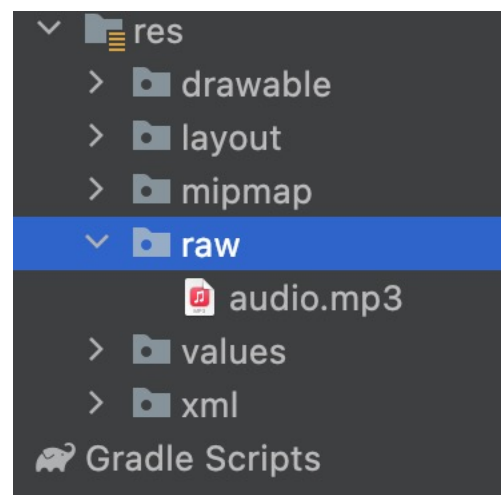 res
drawable
layout
mipmap
raw
audio.mp3
values
xml
Gradle Scripts